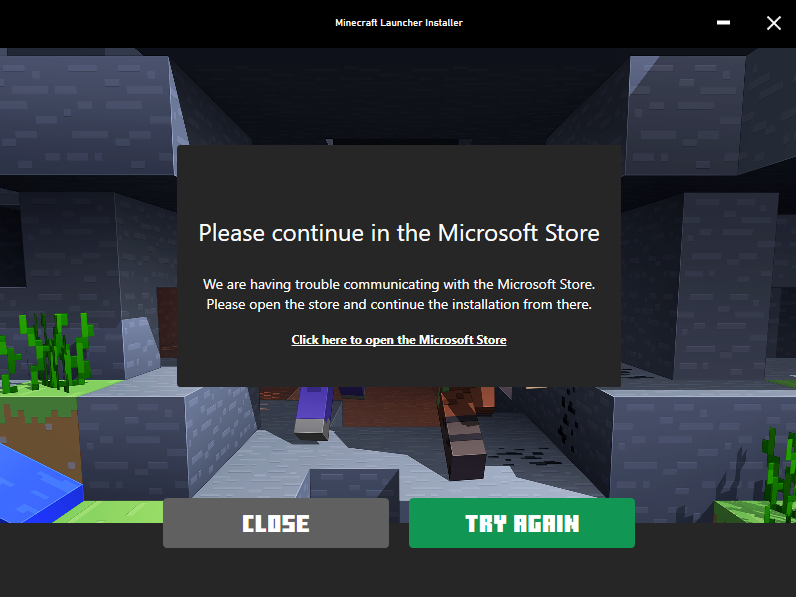 Minecraft Launcher Installer
Please continue in the Microsoft Store
We are having trouble communicating with the Microsoft Store.
Please open the store and continue the installation from there.
Click here to open the Microsoft Store
CLOSE
TRY AGAIN